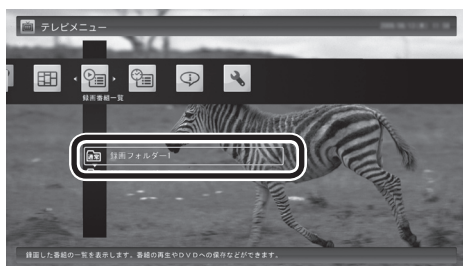 テレビメニュー
録画番組一覧
通常
録画フォルダー1
録画した番組の一覧を表示します。番組の再生やDVDへの保存などができます。